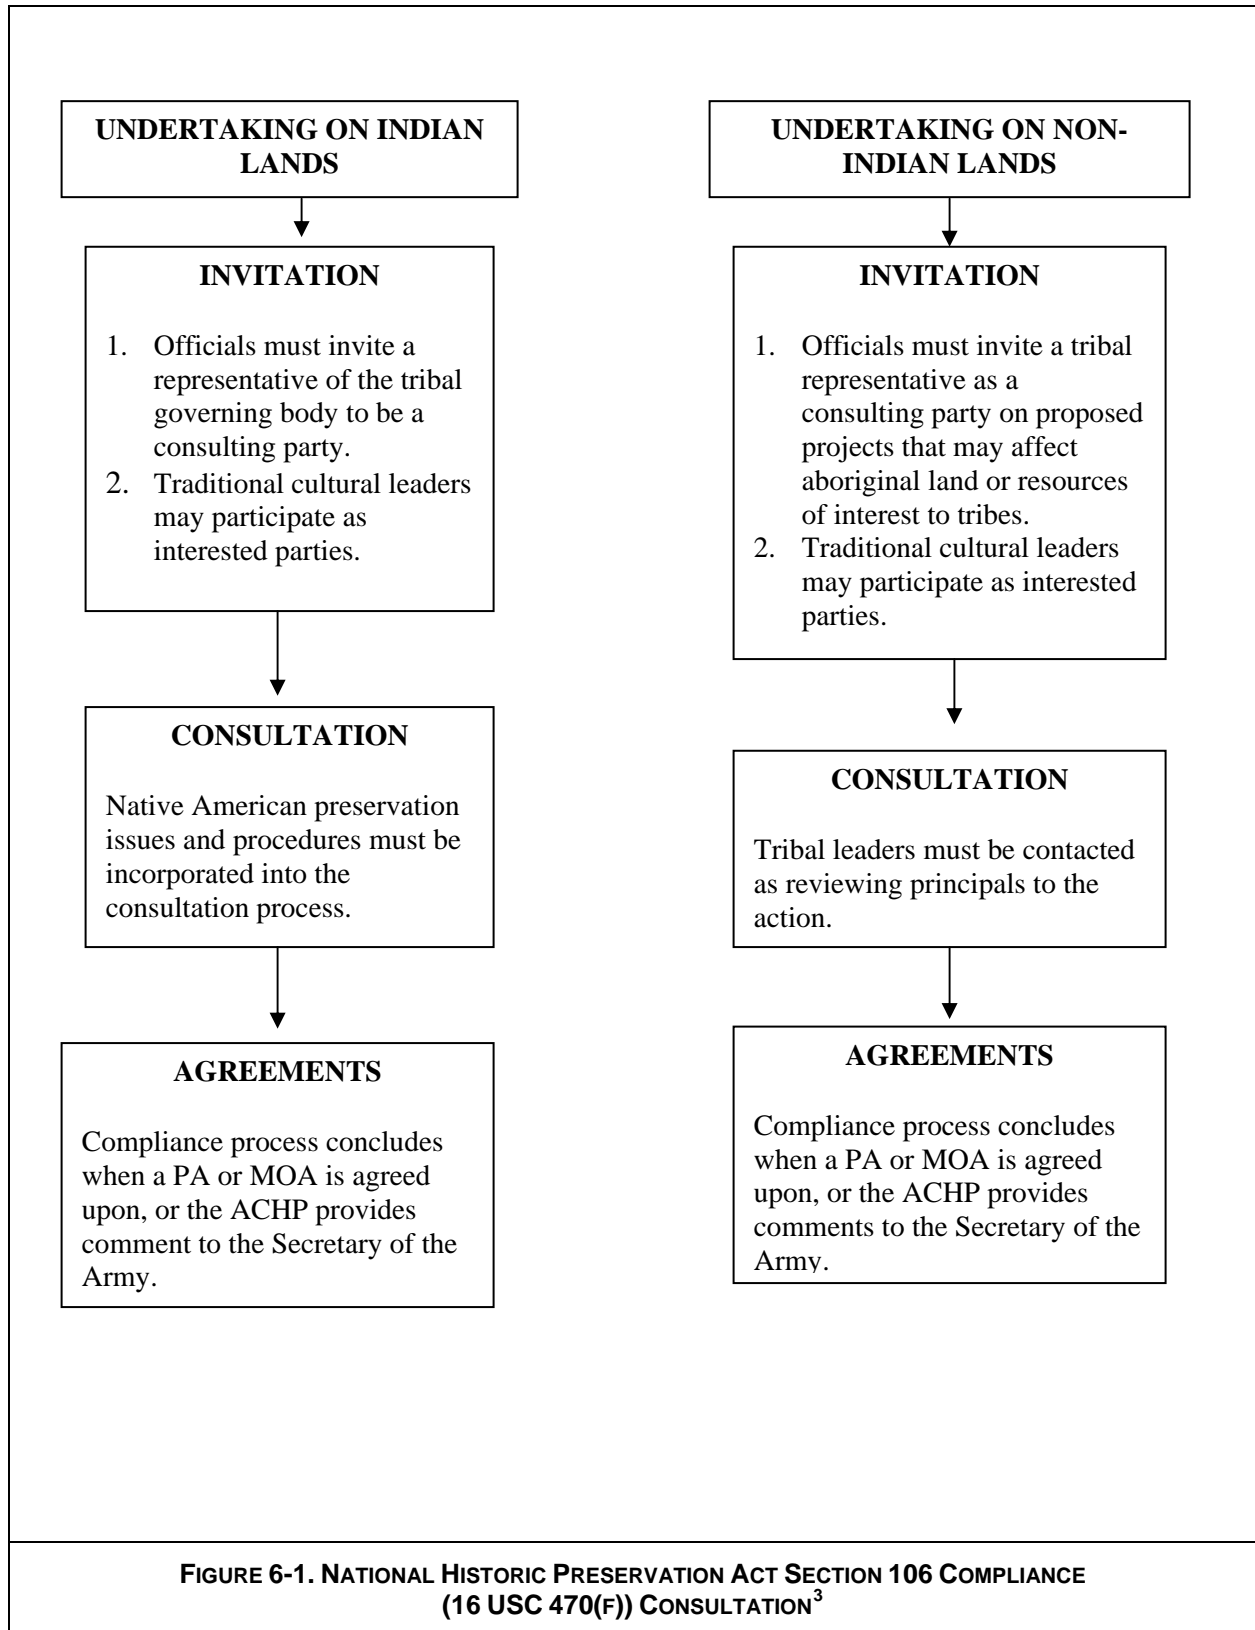 UNDERTAKING ON INDIAN
LANDS
INVITATION
1. Officials must invite a
representative of the tribal
governing body to be a
consulting party.
2. Traditional cultural leaders
may participate as
interested parties.
CONSULTATION
Native American preservation
issues and procedures must be
incorporated into the
consultation process.
AGREEMENTS
Compliance process concludes
when a PA or MOA is agreed
upon, or the ACHP provides
comment to the Secretary of the
Army.
UNDERTAKING ON NON-
INDIAN LANDS
INVITATION
1. Officials must invite a tribal
representative as a
consulting party on proposed
projects that may affect
aboriginal land or resources
of interest to tribes.
2. Traditional cultural leaders
may participate as interested
parties.
CONSULTATION
Tribal leaders must be contacted
as reviewing principals to the
action.
AGREEMENTS
Compliance process concludes
when a PA or MOA is agreed
upon, or the ACHP provides
comments to the Secretary of the
Army.
FIGURE 6-1. NATIONAL HISTORIC PRESERVATION ACT SECTION 106 COMPLIANCE
(16 USC 470(F)) CONSULTATION³